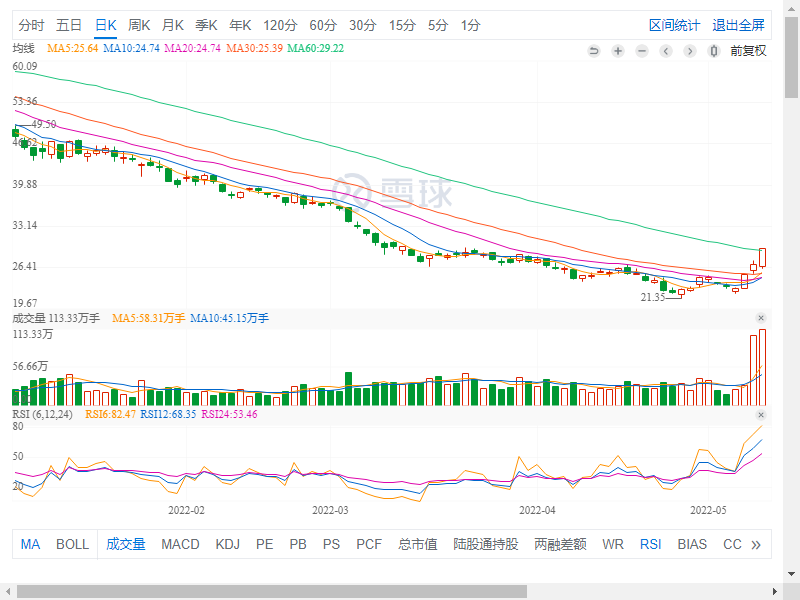 分时 五日 日K 周K 月K 季K 年K 120分 60分 30分 15分 5分 1分 区间统计 退出全屏
均线 MA5:25.64 MA10:24.74 MA20:24.74 MA30:25.39 MA60:29.22 前复权
60.09
53.36
49.50
46.62
雪球
39.88
33.14
26.41
21.35
19.67
成交量 113.33万手 MA5:58.31万手 MA10:45.15万手
113.33万
56.66万
RSI (6,12,24) RSI6:82.47 RSI12:68.35 RSI24:53.46
80
50
20
2022-02 2022-03 2022-04 2022-05
MA BOLL 成交量 MACD KDJ PE PB PS PCF 总市值 陆股通持股 两融差额 WR RSI BIAS CC »